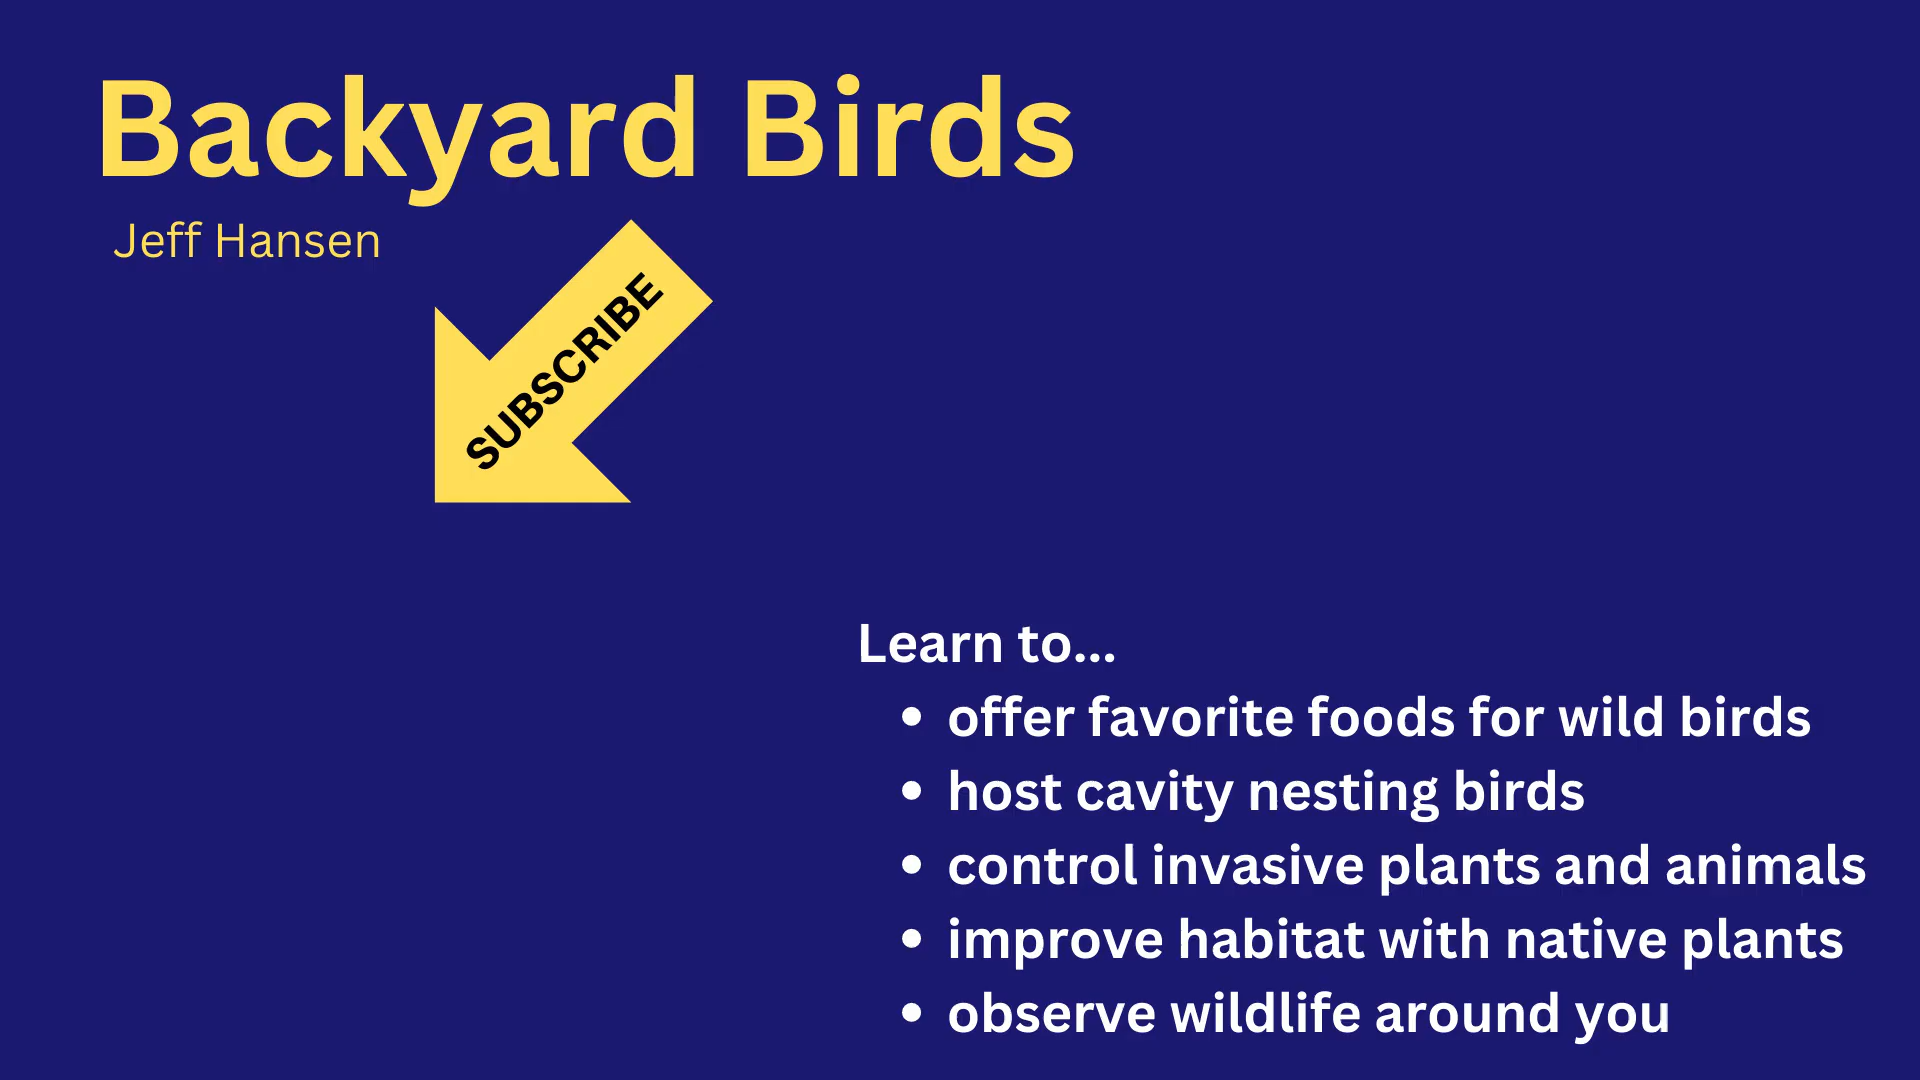 Backyard Birds
Jeff Hansen
SUBSCRIBE
Learn to...
• offer favorite foods for wild birds
• host cavity nesting birds
• control invasive plants and animals
• improve habitat with native plants
• observe wildlife around you